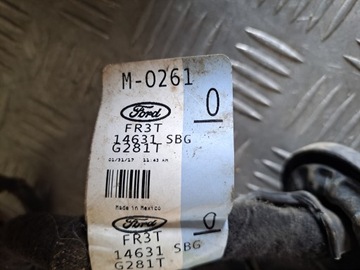 M-0261
0
Ford
FR3T
14631 SBG
G281T
01/31/17 11:43 AM
Made in Mexico
Ford
0
FR3T
14631 SBG
G281T